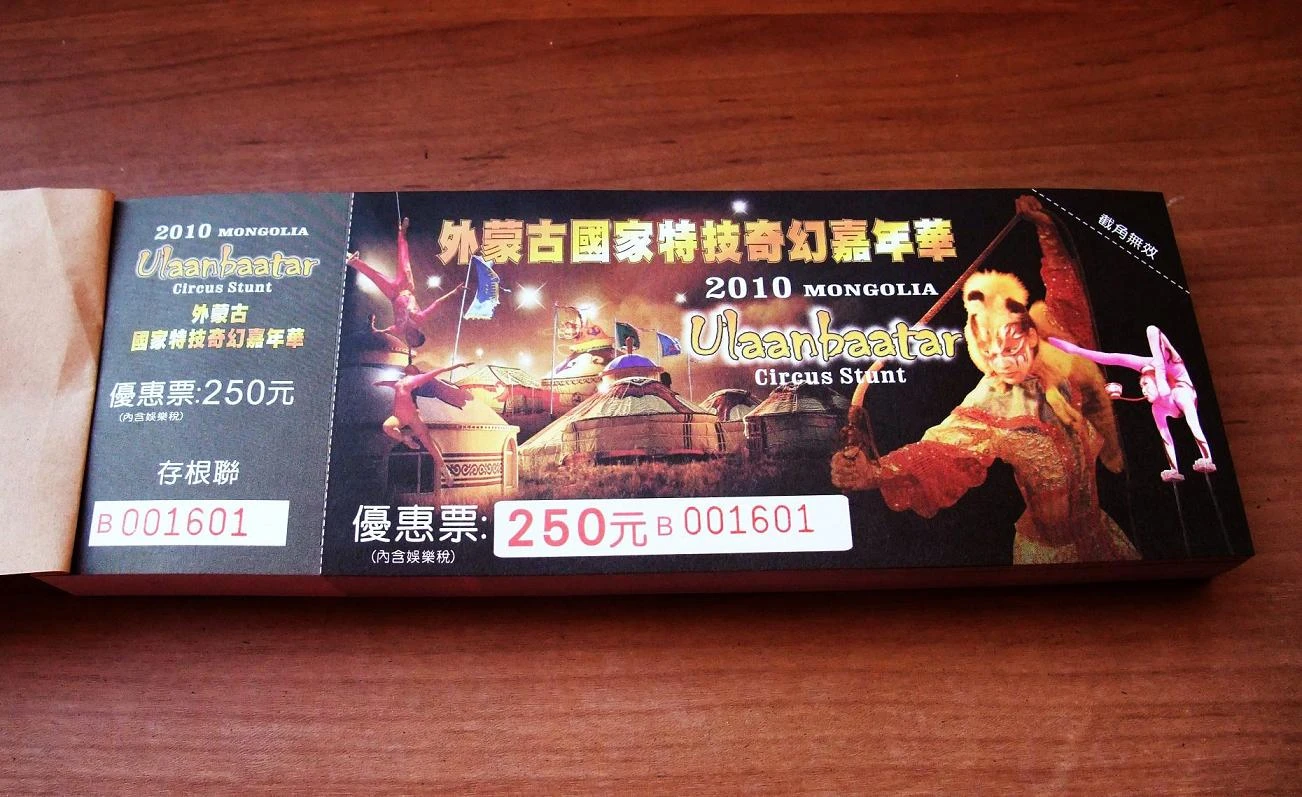 2010 MONGOLIA
Ulaanbaatar
Circus Stunt
外蒙古
國家特技奇幻嘉年華
優惠票:250元
(內含娛樂稅)
存根聯
B 001601
外蒙古國家特技奇幻嘉年華
2010 MONGOLIA
Ulaanbaatar
Circus Stunt
截角無效
優惠票: 250元 B 001601
(內含娛樂稅)